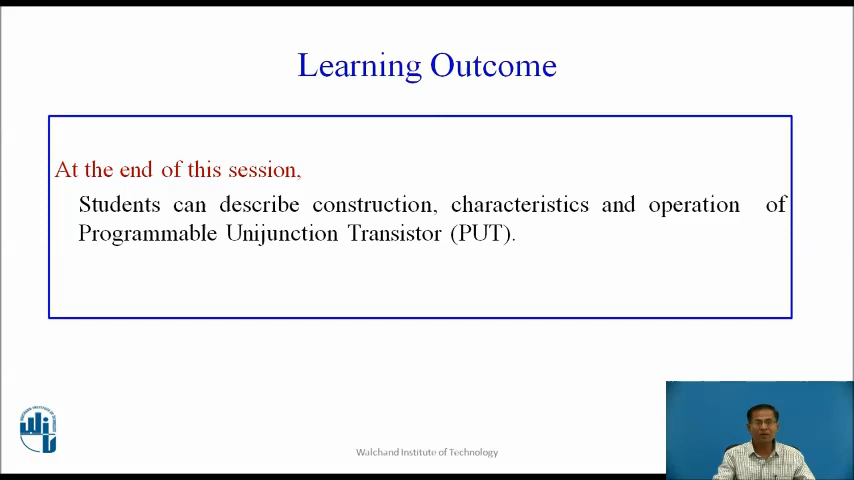 Learning Outcome
At the end of this session,
Students can describe construction, characteristics and operation of
Programmable Unijunction Transistor (PUT).
Walchand Institute of Technology